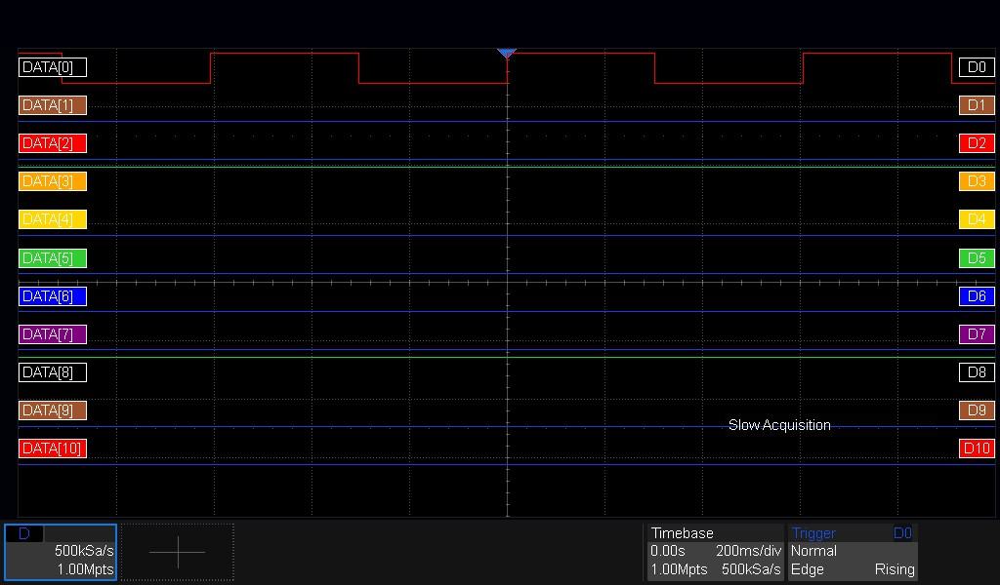 DATA[0] D0
DATA[1] D1
DATA[2] D2
DATA[3] D3
DATA[4] D4
DATA[5] D5
DATA[6] D6
DATA[7] D7
DATA[8] D8
DATA[9] D9
Slow Acquisition
DATA[10] D10
D
500kSa/s
1.00Mpts
Timebase
0.00s 200ms/div
1.00Mpts 500kSa/s
Trigger D0
Normal
Edge Rising